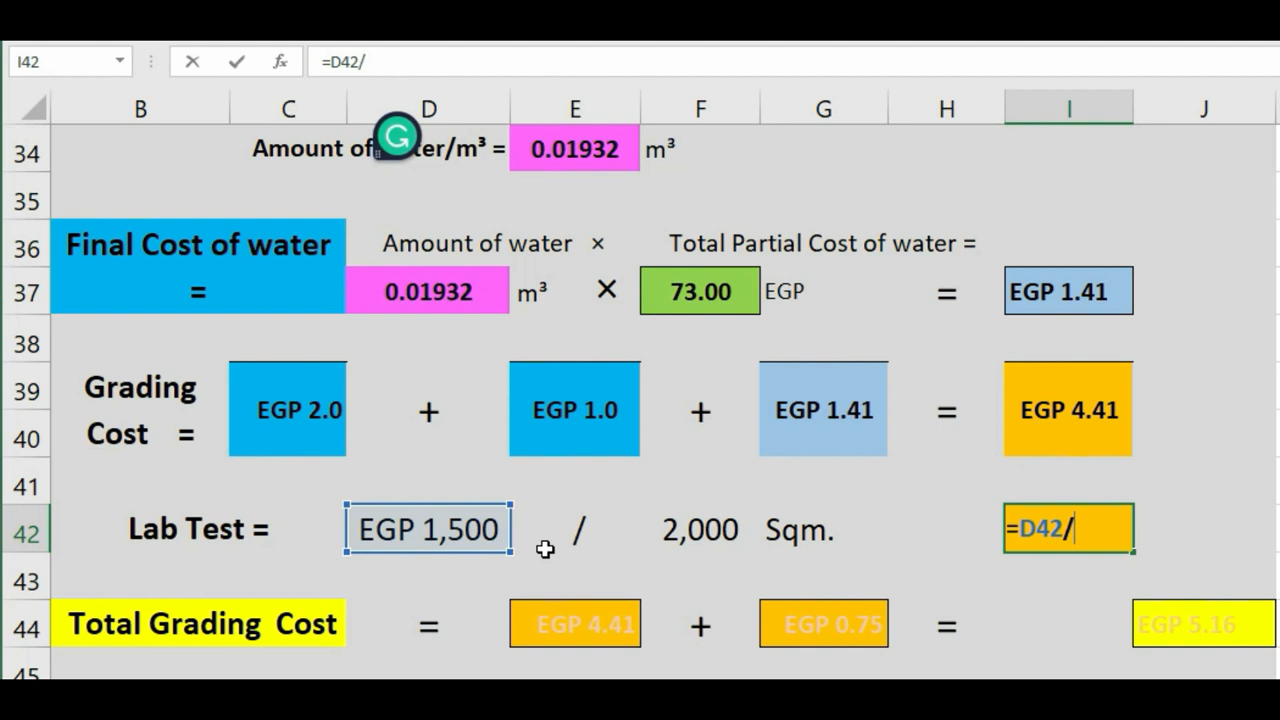 I42 fx =D42/
B C D E F G H I J
34 Amount of ter/m³ = 0.01932 m³
35
36 Final Cost of water Amount of water × Total Partial Cost of water =
37 = 0.01932 m³ × 73.00 EGP = EGP 1.41
38
39 Grading
EGP 2.0 + EGP 1.0 + EGP 1.41 = EGP 4.41
40 Cost =
41
42 Lab Test = EGP 1,500 / 2,000 Sqm. =D42/
43
44 Total Grading Cost = EGP 4.41 + EGP 0.75 = EGP 5.16
45